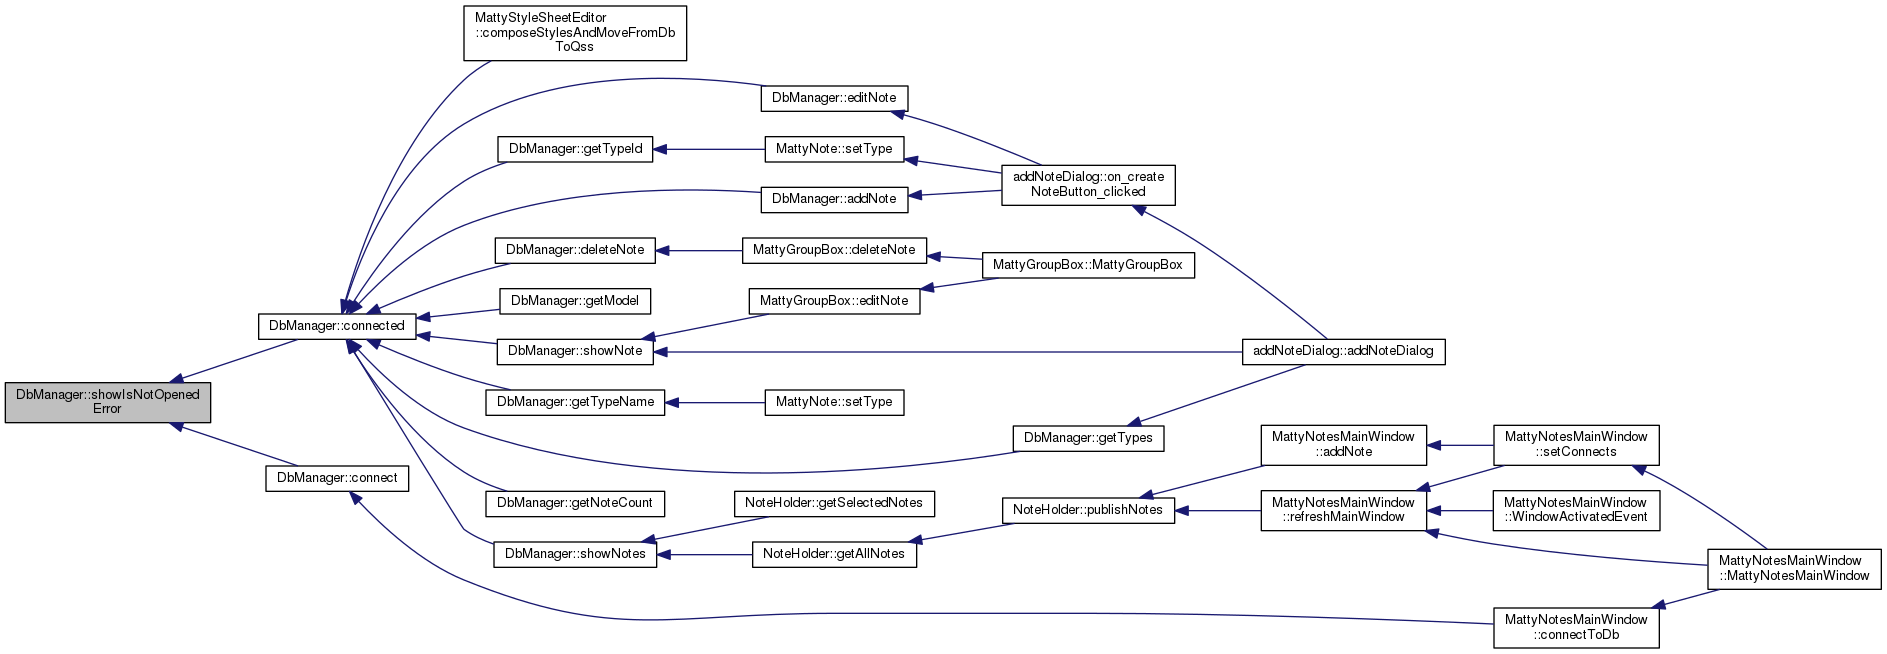 MattyStyleSheetEditor
::composeStylesAndMoveFromDb
ToQss
DbManager::editNote
DbManager::getTypeId
MattyNote::setType
addNoteDialog::on_create
NoteButton_clicked
DbManager::addNote
DbManager::deleteNote
MattyGroupBox::deleteNote
MattyGroupBox::MattyGroupBox
DbManager::getModel
MattyGroupBox::editNote
DbManager::connected
DbManager::showNote
addNoteDialog::addNoteDialog
DbManager::showIsNotOpened
Error
DbManager::getTypeName
MattyNote::setType
DbManager::getTypes
MattyNotesMainWindow
::addNote
MattyNotesMainWindow
::setConnects
DbManager::connect
DbManager::getNoteCount
NoteHolder::getSelectedNotes
NoteHolder::publishNotes
MattyNotesMainWindow
::refreshMainWindow
MattyNotesMainWindow
::WindowActivatedEvent
DbManager::showNotes
NoteHolder::getAllNotes
MattyNotesMainWindow
::MattyNotesMainWindow
MattyNotesMainWindow
::connectToDb